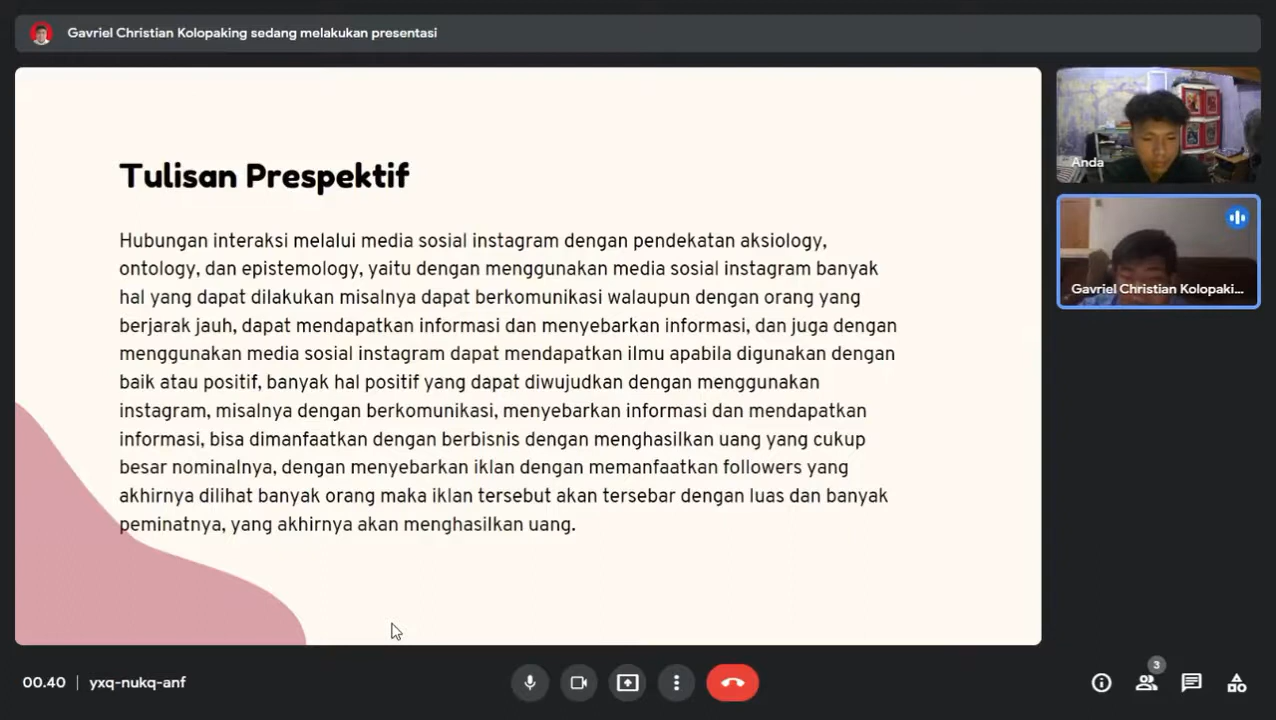 Gavriel Christian Kolopaking sedang melakukan presentasi
Tulisan Prespektif
Hubungan interaksi melalui media sosial instagram dengan pendekatan aksiology,
ontology, dan epistemology, yaitu dengan menggunakan media sosial instagram banyak
hal yang dapat dilakukan misalnya dapat berkomunikasi walaupun dengan orang yang
berjarak jauh, dapat mendapatkan informasi dan menyebarkan informasi, dan juga dengan
menggunakan media sosial instagram dapat mendapatkan ilmu apabila digunakan dengan
baik atau positif, banyak hal positif yang dapat diwujudkan dengan menggunakan
instagram, misalnya dengan berkomunikasi, menyebarkan informasi dan mendapatkan
informasi, bisa dimanfaatkan dengan berbisnis dengan menghasilkan uang yang cukup
besar nominalnya, dengan menyebarkan iklan dengan memanfaatkan followers yang
akhirnya dilihat banyak orang maka iklan tersebut akan tersebar dengan luas dan banyak
peminatnya, yang akhirnya akan menghasilkan uang.
Anda
Gavriel Christian Kolopaki...
00.40 | yxq-nukq-anf
3